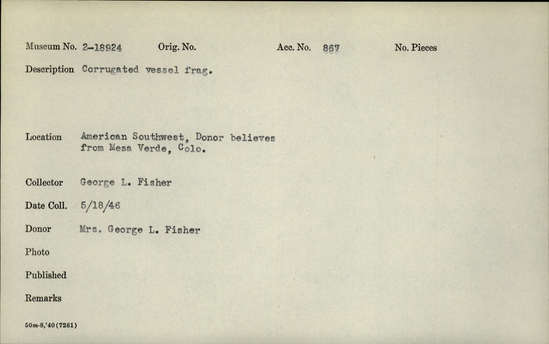 Museum No. 2-18924 Orig. No. Acc. No. 867 No. Pieces
Description Corrugated vessel frag.
Location American Southwest, Donor believes
from Mesa Verde, Colo.
Collector George L. Fisher
Date Coll. 5/18/46
Donor Mrs. George L. Fisher
Photo
Published
Remarks
50m-8,'40(7261)